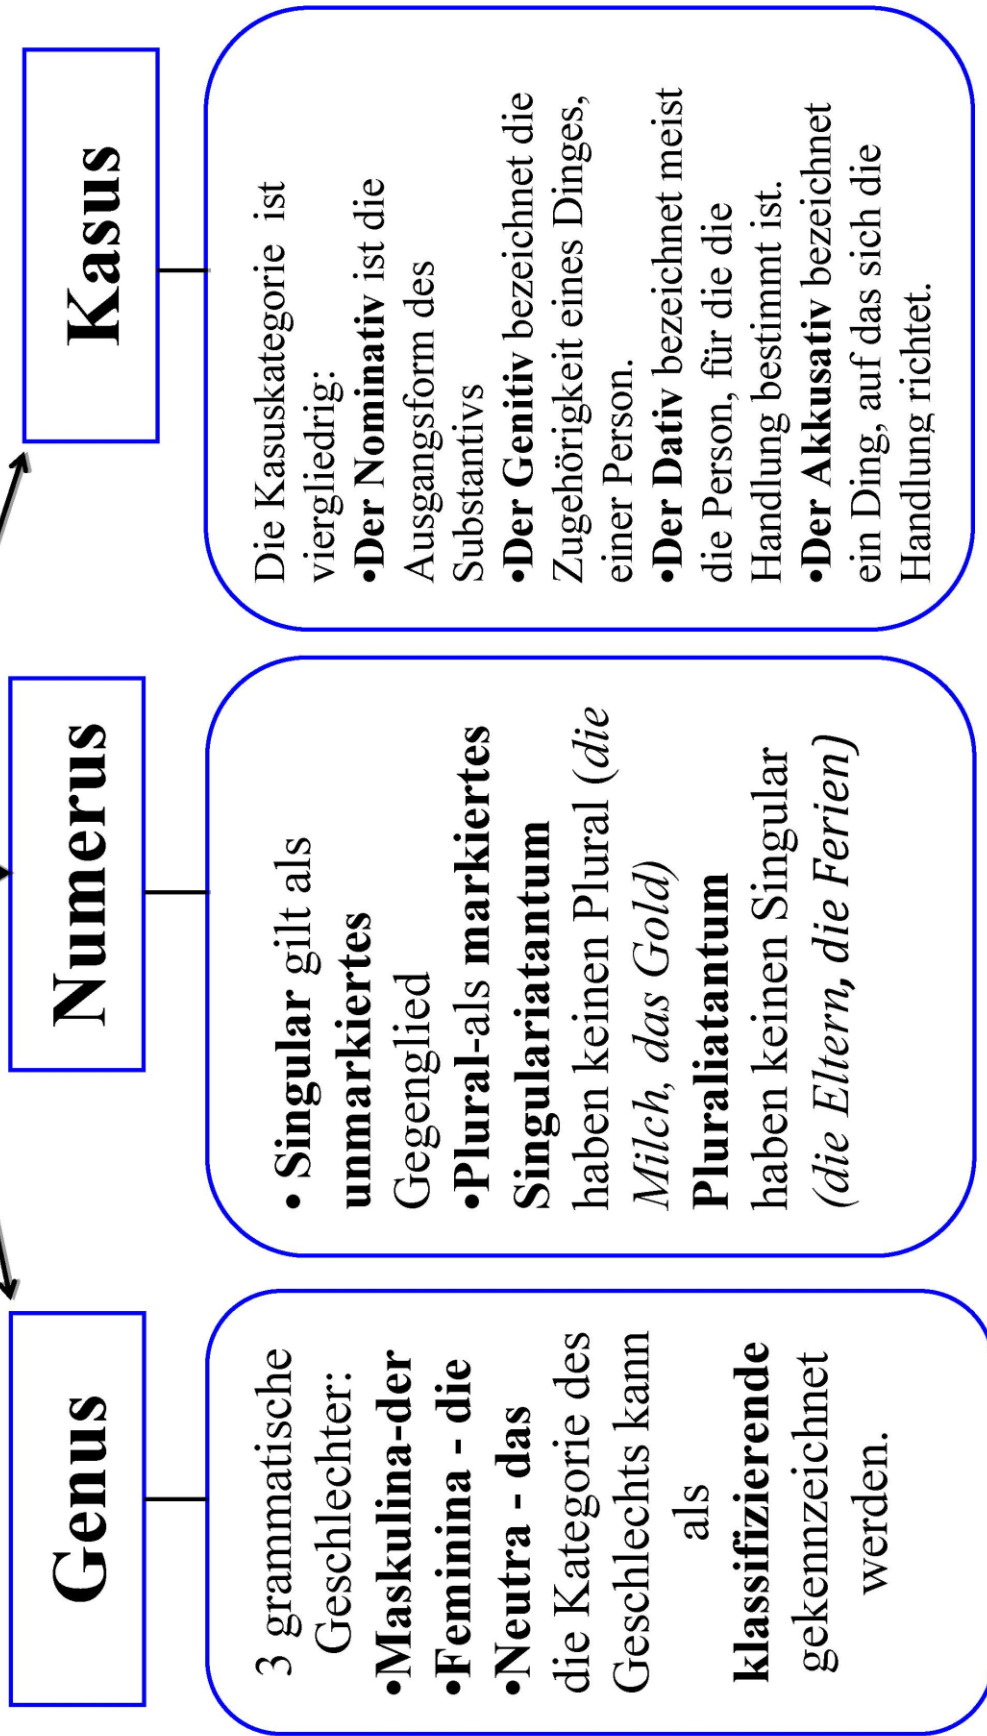 Genus
3 grammatische
Geschlechter:
•Maskulina-der
•Feminina - die
•Neutra - das
die Kategorie des
Geschlechts kann
als
klassifizierende
gekennzeichnet
werden.
Numerus
• Singular gilt als
unmarkiertes
Gegenglied
•Plural-als markiertes
Singulariatantum
haben keinen Plural (die
Milch, das Gold)
Pluraliatantum
haben keinen Singular
(die Eltern, die Ferien)
Kasus
Die Kasuskategorie ist
viergliedrig:
•Der Nominativ ist die
Ausgangsform des
Substantivs
•Der Genitiv bezeichnet die
Zugehörigkeit eines Dinges,
einer Person.
•Der Dativ bezeichnet meist
die Person, für die die
Handlung bestimmt ist.
•Der Akkusativ bezeichnet
ein Ding, auf das sich die
Handlung richtet.